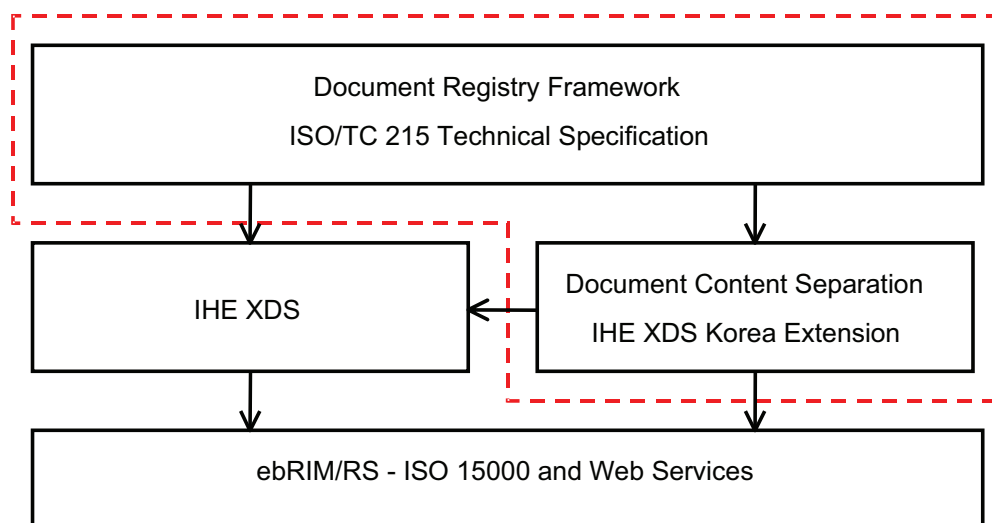 Document Registry Framework
ISO/TC 215 Technical Specification
IHE XDS
Document Content Separation
IHE XDS Korea Extension
ebRIM/RS - ISO 15000 and Web Services